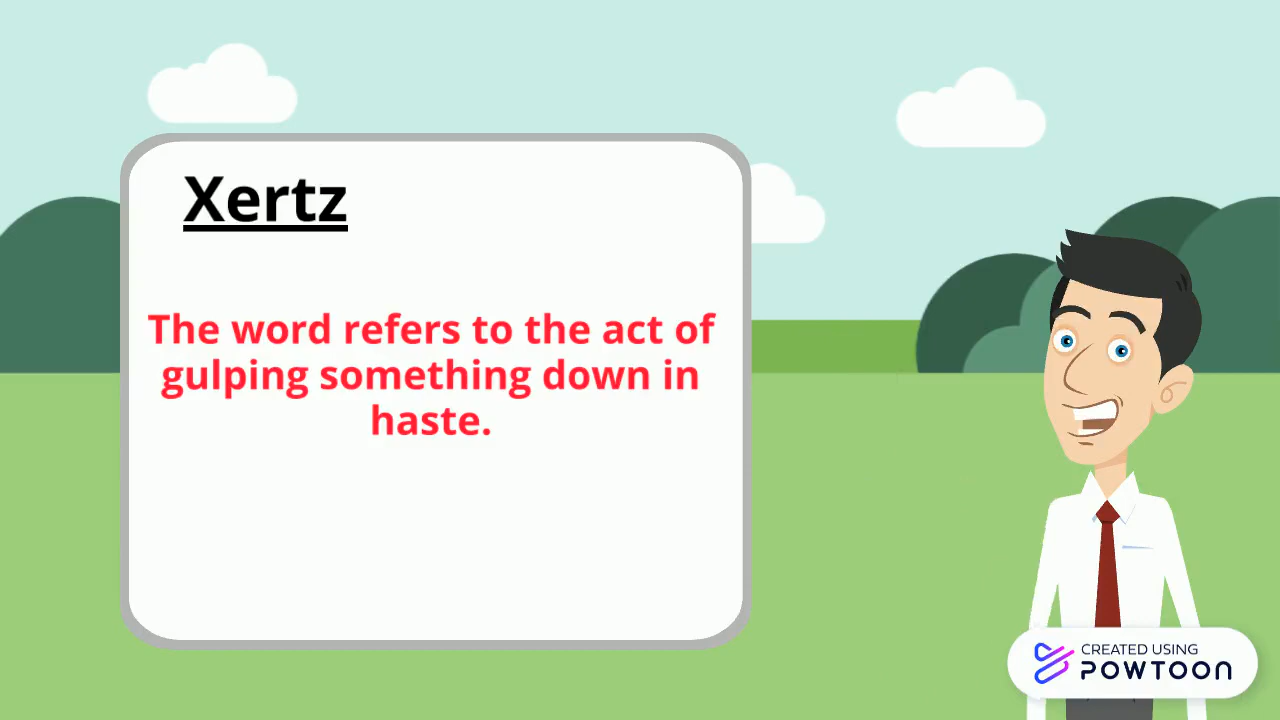 Xertz
The word refers to the act of
gulping something down in
haste.
CREATED USING
POWTOON